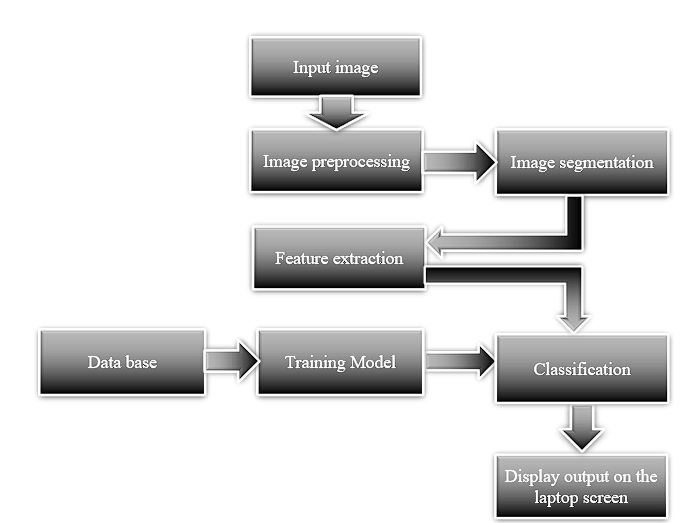 Input image
Image preprocessing
Image segmentation
Feature extraction
Data base
Training Model
Classification
Display output on the
laptop screen